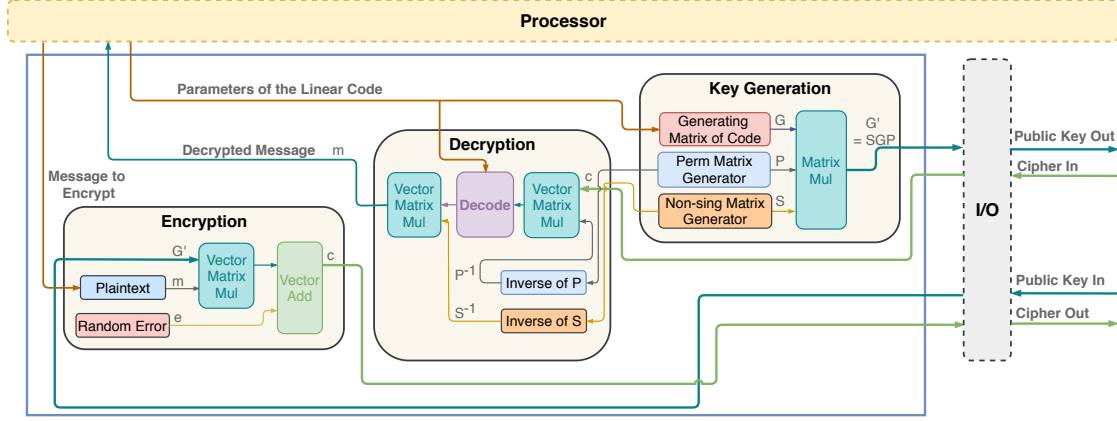 Processor
Parameters of the Linear Code
Decrypted Message m
Message to
Encrypt
Key Generation
Generating
Matrix of Code
G
Perm Matrix
Generator
P
Non-sing Matrix
Generator
S
Matrix
Mul
G'
= SGP
Decryption
Vector
Matrix
Mul
Decode
Vector
Matrix
Mul
c
P-1
Inverse of P
S-1
Inverse of S
Encryption
G'
Plaintext
m
Vector
Matrix
Mul
Vector
Add
c
Random Error
e
I/O
Public Key Out
Cipher In
Public Key In
Cipher Out